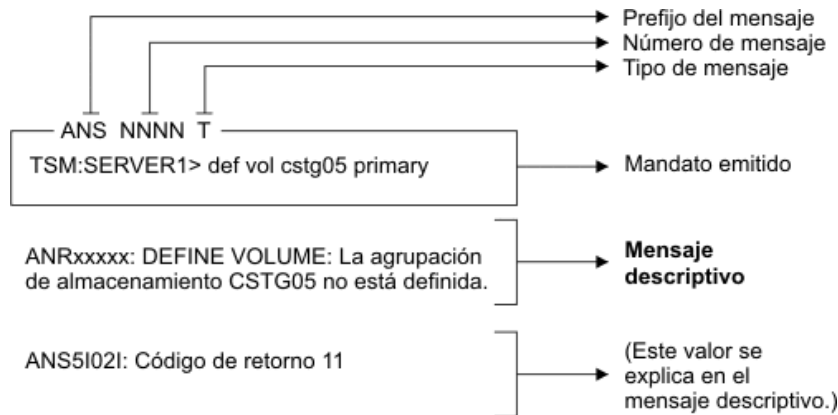 Prefijo del mensaje
Número de mensaje
Tipo de mensaje
ANS NNNN T
TSM:SERVER1> def vol cstg05 primary
Mandato emitido
ANRxxxxx: DEFINE VOLUME: La agrupación
de almacenamiento CSTG05 no está definida.
Mensaje
descriptivo
ANS5I02I: Código de retorno 11
(Este valor se
explica en el
mensaje descriptivo.)